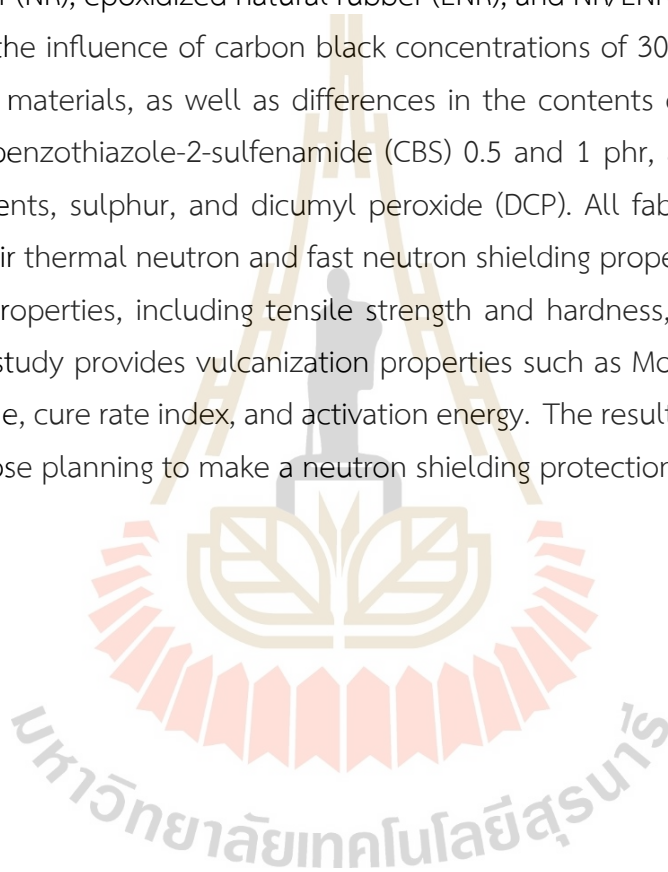 (NR), epoxidized natural rubber (ENR), and NR/ENR
the influence of carbon black concentrations of 30
materials, as well as differences in the contents
benzothiazole-2-sulfenamide (CBS) 0.5 and 1 phr,
ents, sulphur, and dicumyl peroxide (DCP). All fab
ir thermal neutron and fast neutron shielding prope
roperties, including tensile strength and hardness,
study provides vulcanization properties such as Mo
e, cure rate index, and activation energy. The result
ose planning to make a neutron shielding protection
มหาวิทยาลัยเทคโนโลยีสุรนารี